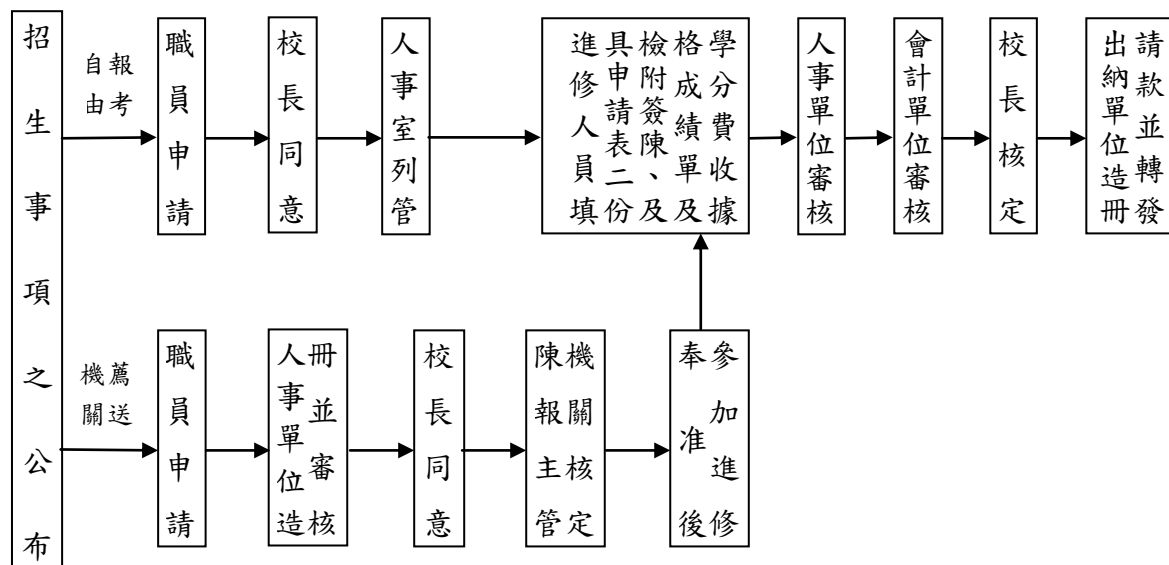 招生事項之公布
自由
報考
職員申請
校長同意
人事室列管
進修人員填
具申請表二份
檢附簽陳、及
格成績單及
學分費收據
人事單位審核
會計單位審核
校長核定
出納單位造冊
請款並轉發
機關
薦送
職員申請
人事單位造
冊並審核
校長同意
陳報主管
機關核定
奉准後
參加進修